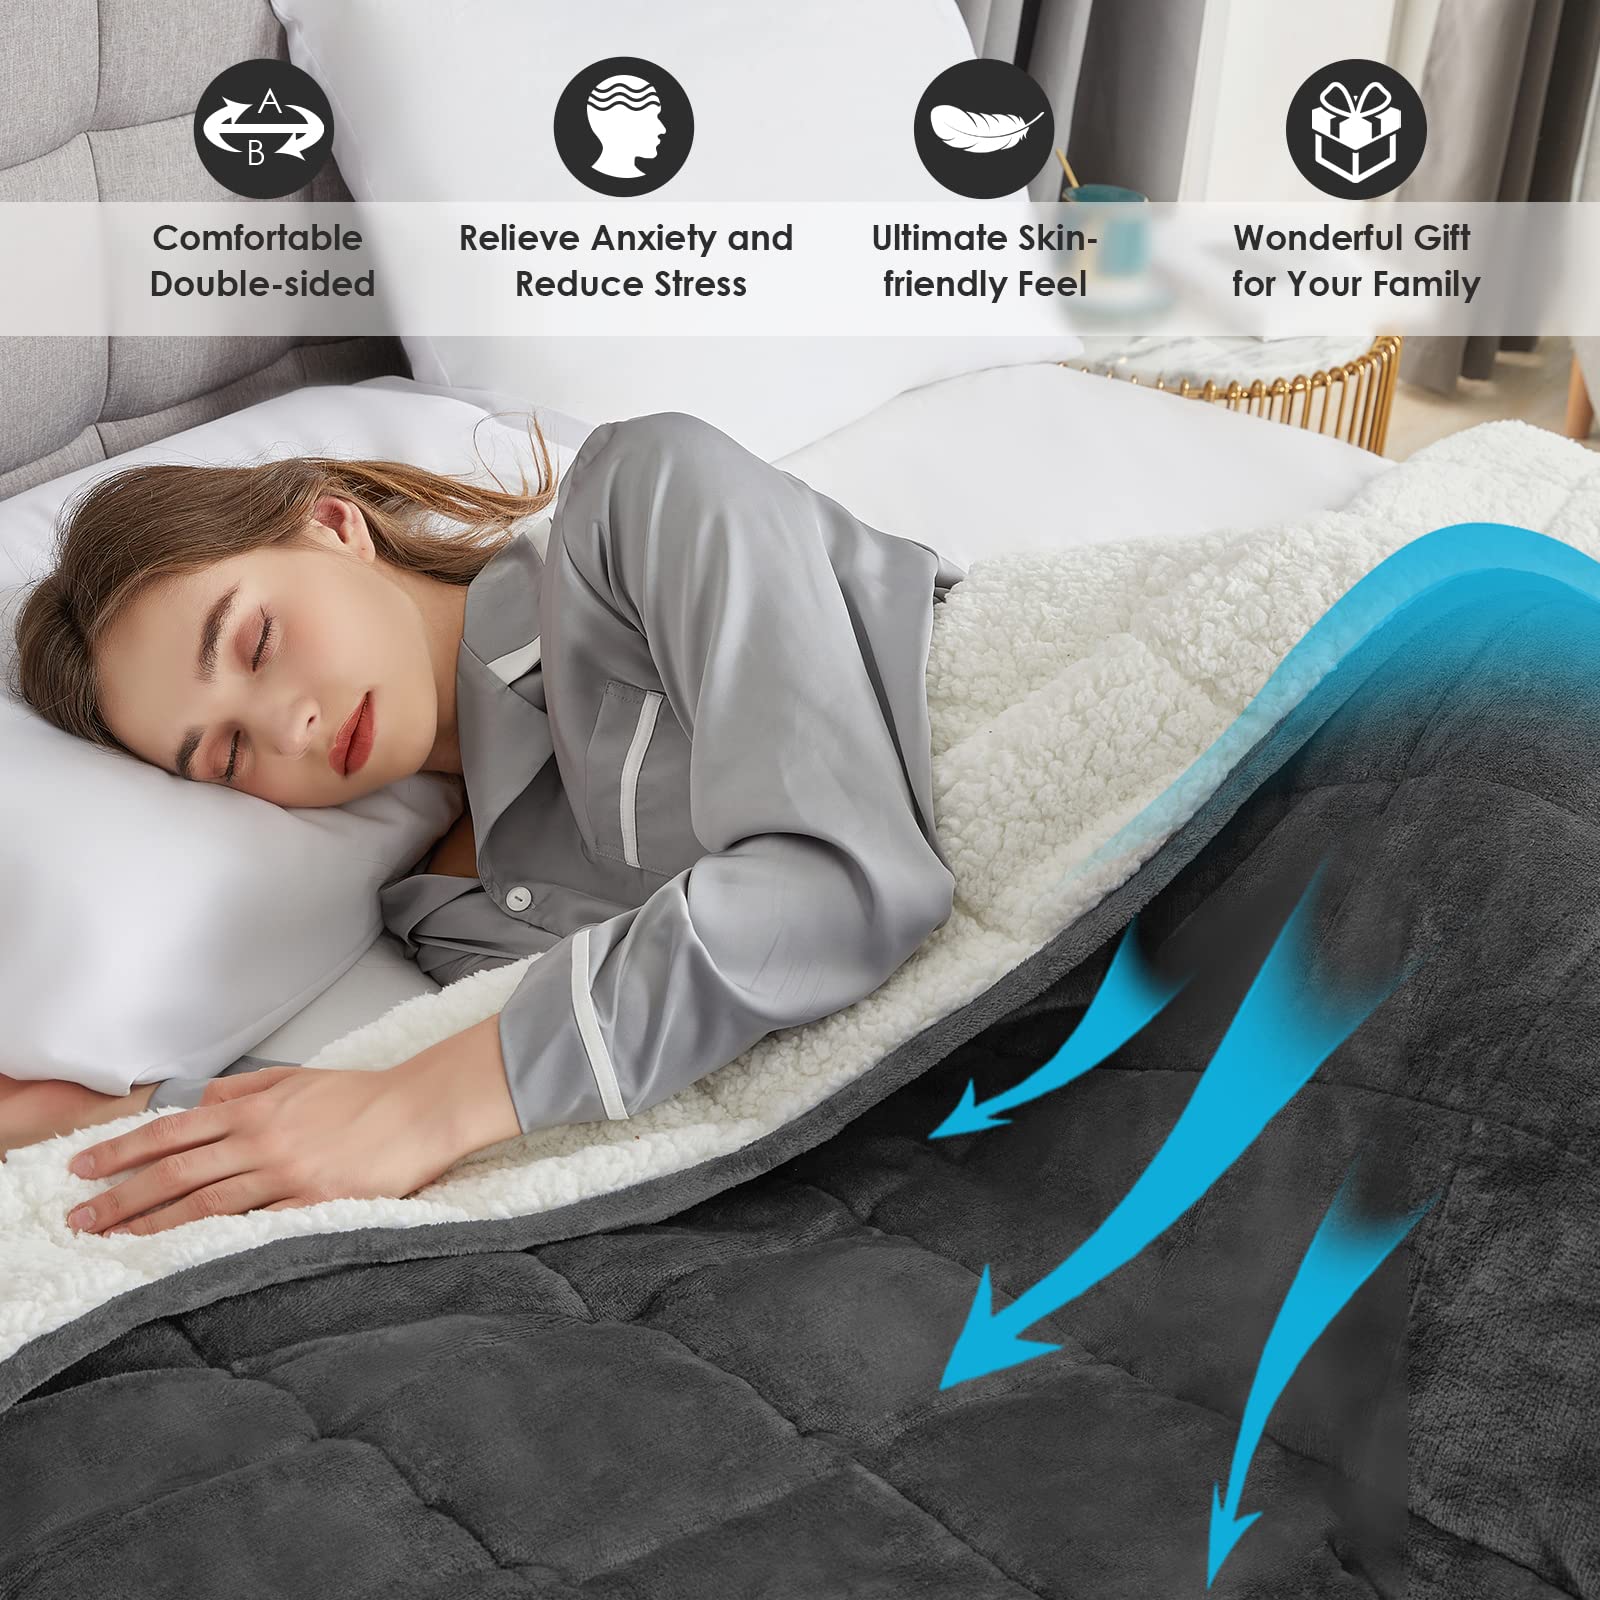 A
B
Comfortable
Double-sided
Relieve Anxiety and
Reduce Stress
Ultimate Skin-
friendly Feel
Wonderful Gift
for Your Family